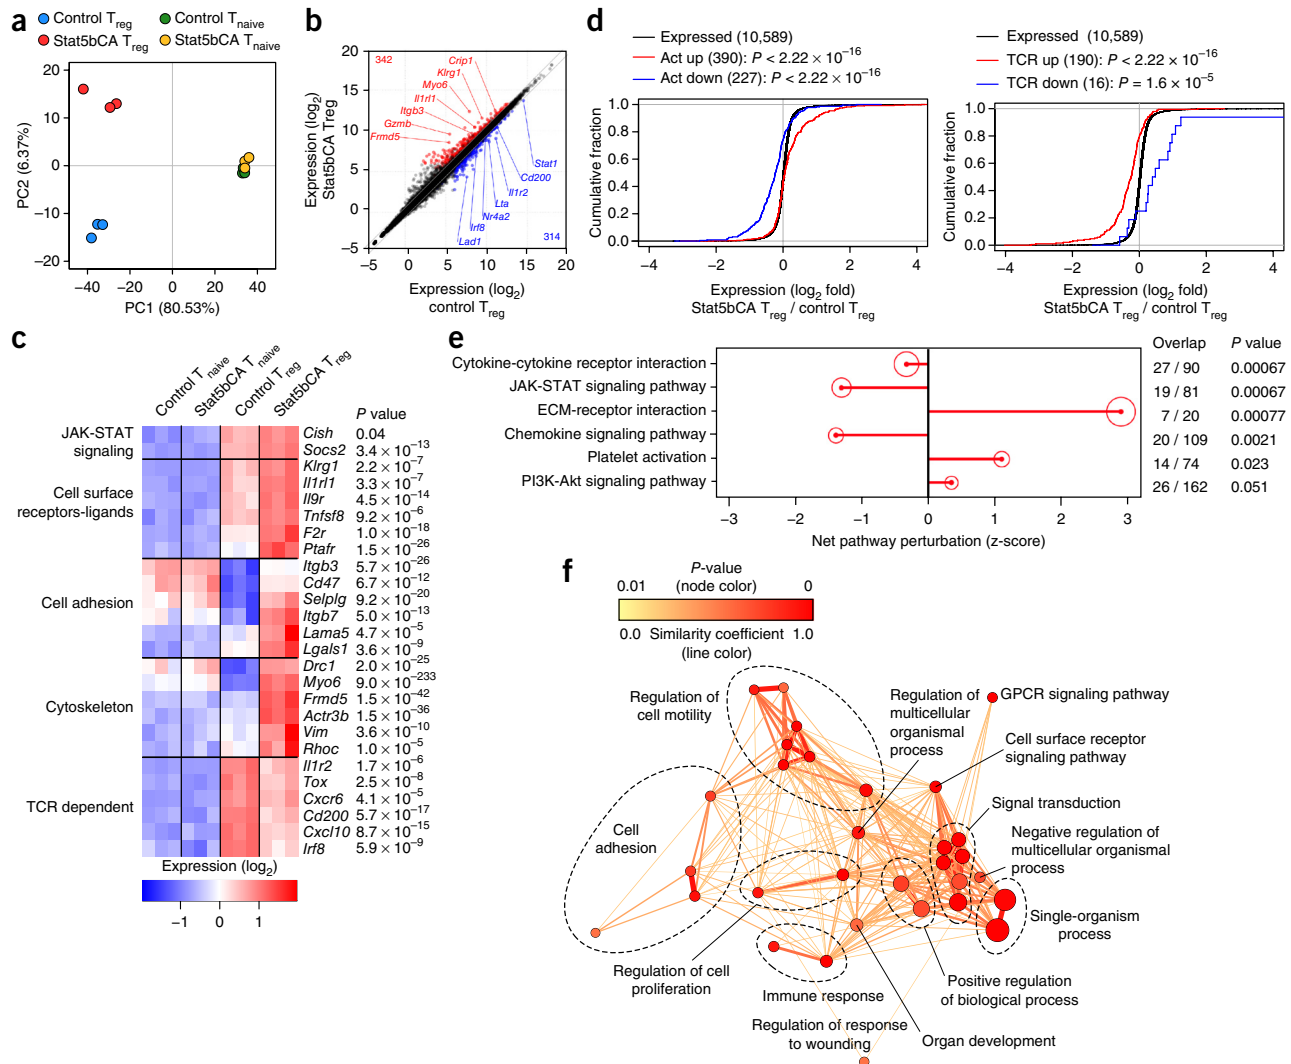 a
Control Treg
Control Tnaive
Stat5bCA Treg
Stat5bCA Tnaive
20
10
0
−10
−20
PC2 (6.37%)
−40
−20
0
20
40
PC1 (80.53%)
b
20
15
10
5
0
−5
Expression (log2)
Stat5bCA Treg
342
Crip1
Klrg1
Myo6
Il1rl1
Itgb3
Gzmb
Frmd5
Stat1
Cd200
Il1r2
Lta
Nr4a2
Irf8
Lad1
314
−5
0
5
10
15
20
Expression (log2)
control Treg
d
Expressed (10,589)
Act up (390): P < 2.22 × 10−16
Act down (227): P < 2.22 × 10−16
Cumulative fraction
1.0
0.8
0.6
0.4
0.2
0.0
−4
−2
0
2
4
Expression (log2 fold)
Stat5bCA Treg / control Treg
Expressed (10,589)
TCR up (190): P < 2.22 × 10−16
TCR down (16): P = 1.6 × 10−5
Cumulative fraction
1.0
0.8
0.6
0.4
0.2
0.0
−4
−2
0
2
4
Expression (log2 fold)
Stat5bCA Treg / control Treg
c
Control Tnaive
Stat5bCA Tnaive
Control Treg
Stat5bCA Treg
P value
JAK-STAT
signaling
Cish 0.04
Socs2 3.4 × 10−13
Cell surface
receptors-ligands
Klrg1 2.2 × 10−7
Il1rl1 3.3 × 10−7
Il9r 4.5 × 10−14
Tnfsf8 9.2 × 10−6
F2r 1.0 × 10−18
Ptafr 1.5 × 10−26
Cell adhesion
Itgb3 5.7 × 10−26
Cd47 6.7 × 10−12
Selplg 9.2 × 10−20
Itgb7 5.0 × 10−13
Lama5 4.7 × 10−5
Lgals1 3.6 × 10−9
Cytoskeleton
Drc1 2.0 × 10−25
Myo6 9.0 × 10−233
Frmd5 1.5 × 10−42
Actr3b 1.5 × 10−36
Vim 3.6 × 10−10
Rhoc 1.0 × 10−5
TCR dependent
Il1r2 1.7 × 10−6
Tox 2.5 × 10−8
Cxcr6 4.1 × 10−5
Cd200 5.7 × 10−17
Cxcl10 8.7 × 10−15
Irf8 5.9 × 10−9
Expression (log2)
−1
0
1
e
Overlap P value
Cytokine-cytokine receptor interaction 27 / 90 0.00067
JAK-STAT signaling pathway 19 / 81 0.00067
ECM-receptor interaction 7 / 20 0.00077
Chemokine signaling pathway 20 / 109 0.0021
Platelet activation 14 / 74 0.023
PI3K-Akt signaling pathway 26 / 162 0.051
−3
−2
−1
0
1
2
3
Net pathway perturbation (z-score)
f
P-value
0.01 (node color) 0
0.0 Similarity coefficient 1.0
(line color)
Regulation of
cell motility
Regulation of
multicellular
organismal
process
GPCR signaling pathway
Cell surface receptor
signaling pathway
Signal transduction
Negative regulation of
multicellular organismal
process
Cell
adhesion
Single-organism
process
Regulation of cell
proliferation
Immune response
Positive regulation
of biological process
Regulation of response
to wounding
Organ development